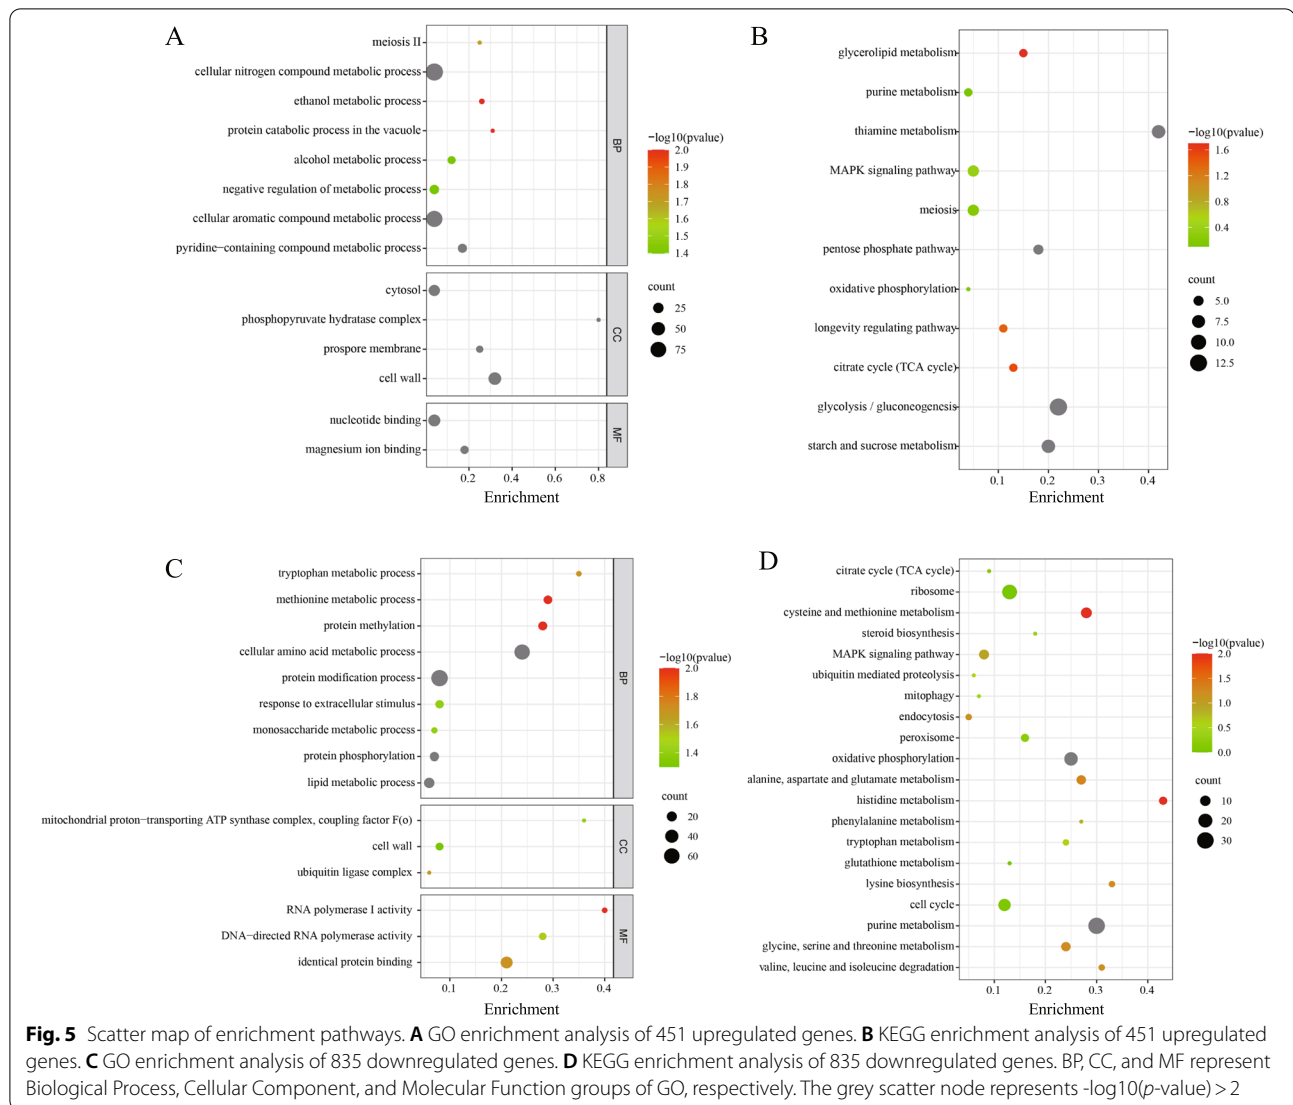 A
meiosis II
cellular nitrogen compound metabolic process
ethanol metabolic process
protein catabolic process in the vacuole
alcohol metabolic process
negative regulation of metabolic process
cellular aromatic compound metabolic process
pyridine−containing compound metabolic process
BP
cytosol
phosphopyruvate hydratase complex
prospore membrane
cell wall
CC
nucleotide binding
magnesium ion binding
MF
0.2 0.4 0.6 0.8
Enrichment
−log10(pvalue)
2.0
1.9
1.8
1.7
1.6
1.5
1.4
count
25
50
75
B
glycerolipid metabolism
purine metabolism
thiamine metabolism
MAPK signaling pathway
meiosis
pentose phosphate pathway
oxidative phosphorylation
longevity regulating pathway
citrate cycle (TCA cycle)
glycolysis / gluconeogenesis
starch and sucrose metabolism
0.1 0.2 0.3 0.4
Enrichment
−log10(pvalue)
1.6
1.2
0.8
0.4
count
5.0
7.5
10.0
12.5
C
tryptophan metabolic process
methionine metabolic process
protein methylation
cellular amino acid metabolic process
protein modification process
response to extracellular stimulus
monosaccharide metabolic process
protein phosphorylation
lipid metabolic process
BP
mitochondrial proton−transporting ATP synthase complex, coupling factor F(o)
cell wall
ubiquitin ligase complex
CC
RNA polymerase I activity
DNA−directed RNA polymerase activity
identical protein binding
MF
0.1 0.2 0.3 0.4
Enrichment
−log10(pvalue)
2.0
1.8
1.6
1.4
count
20
40
60
D
citrate cycle (TCA cycle)
ribosome
cysteine and methionine metabolism
steroid biosynthesis
MAPK signaling pathway
ubiquitin mediated proteolysis
mitophagy
endocytosis
peroxisome
oxidative phosphorylation
alanine, aspartate and glutamate metabolism
histidine metabolism
phenylalanine metabolism
tryptophan metabolism
glutathione metabolism
lysine biosynthesis
cell cycle
purine metabolism
glycine, serine and threonine metabolism
valine, leucine and isoleucine degradation
0.1 0.2 0.3 0.4
Enrichment
−log10(pvalue)
2.0
1.5
1.0
0.5
0.0
count
10
20
30
Fig. 5 Scatter map of enrichment pathways. A GO enrichment analysis of 451 upregulated genes. B KEGG enrichment analysis of 451 upregulated
genes. C GO enrichment analysis of 835 downregulated genes. D KEGG enrichment analysis of 835 downregulated genes. BP, CC, and MF represent
Biological Process, Cellular Component, and Molecular Function groups of GO, respectively. The grey scatter node represents -log10(p-value) > 2